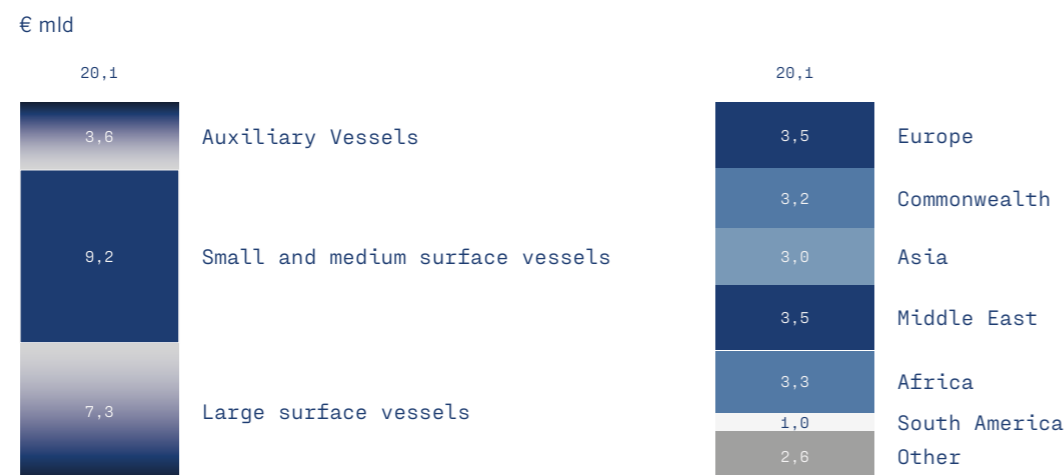 € mld
20,1
3,6 Auxiliary Vessels
9,2 Small and medium surface vessels
7,3 Large surface vessels
20,1
3,5 Europe
3,2 Commonwealth
3,0 Asia
3,5 Middle East
3,3 Africa
1,0 South America
2,6 Other